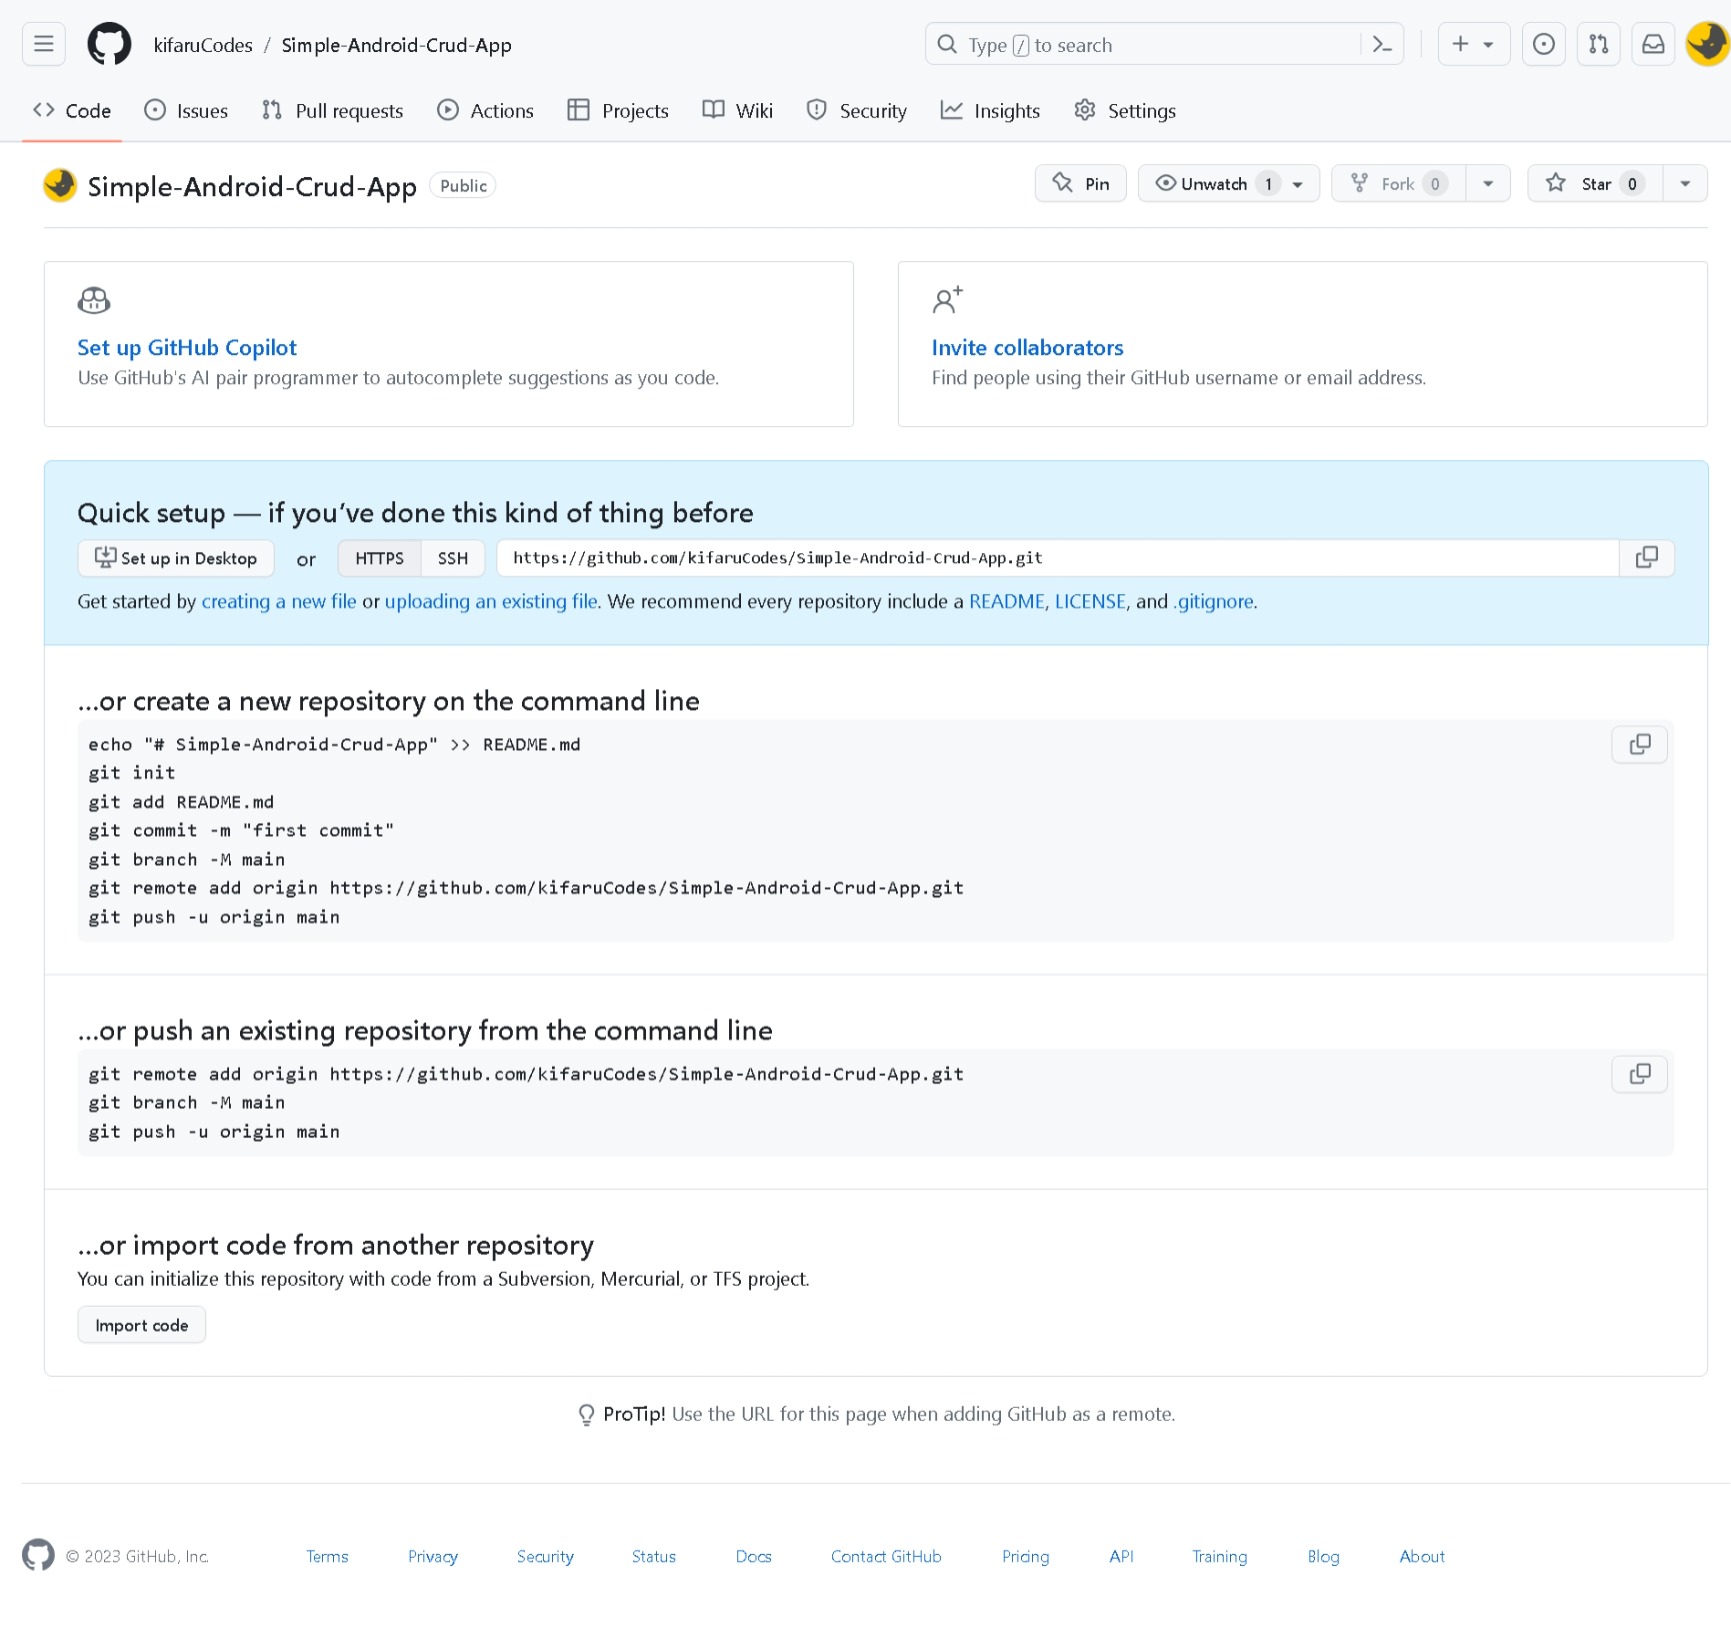 kifaruCodes / Simple-Android-Crud-App
Type / to search
Code Issues Pull requests Actions Projects Wiki Security Insights Settings
Simple-Android-Crud-App Public
Pin Unwatch 1 Fork 0 Star 0
Set up GitHub Copilot
Use GitHub's AI pair programmer to autocomplete suggestions as you code.
Invite collaborators
Find people using their GitHub username or email address.
Quick setup — if you've done this kind of thing before
Set up in Desktop or HTTPS SSH https://github.com/kifaruCodes/Simple-Android-Crud-App.git
Get started by creating a new file or uploading an existing file. We recommend every repository include a README, LICENSE, and .gitignore.
…or create a new repository on the command line
echo "# Simple-Android-Crud-App" >> README.md
git init
git add README.md
git commit -m "first commit"
git branch -M main
git remote add origin https://github.com/kifaruCodes/Simple-Android-Crud-App.git
git push -u origin main
…or push an existing repository from the command line
git remote add origin https://github.com/kifaruCodes/Simple-Android-Crud-App.git
git branch -M main
git push -u origin main
…or import code from another repository
You can initialize this repository with code from a Subversion, Mercurial, or TFS project.
Import code
ProTip! Use the URL for this page when adding GitHub as a remote.
© 2023 GitHub, Inc. Terms Privacy Security Status Docs Contact GitHub Pricing API Training Blog About